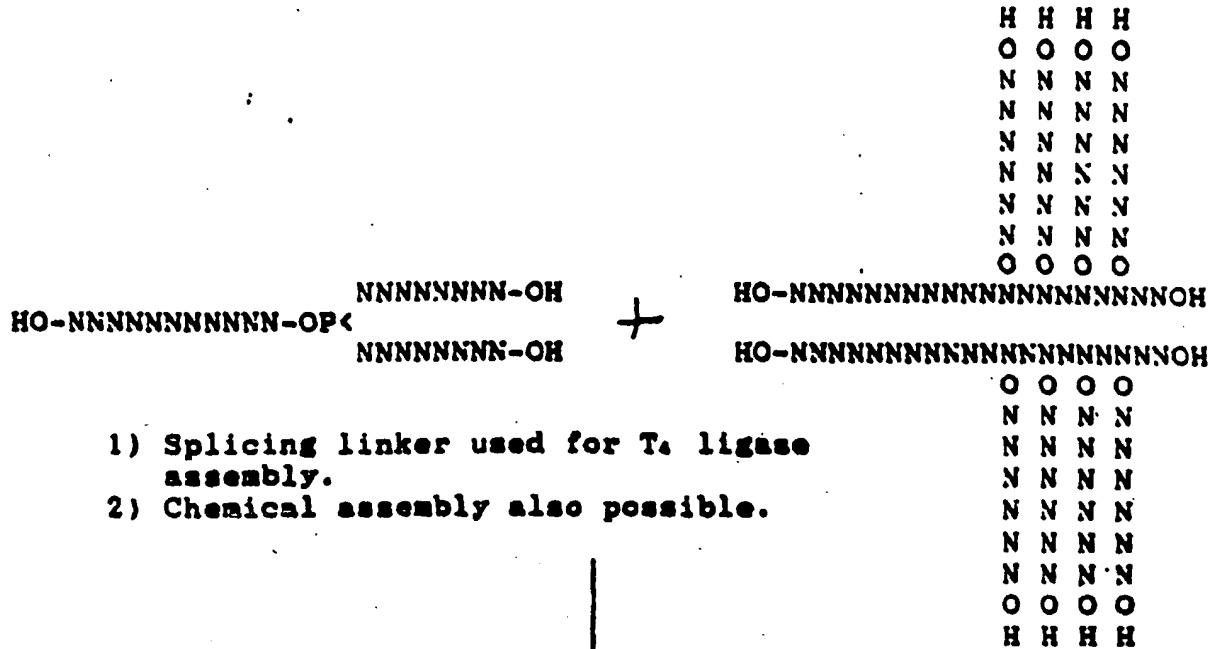 H H H H
O O O O
N N N N
N N N N
N N N N
N N N N
N N N N
N N N N
O O O O
NNNNNNNN-OH
HO-NNNNNNNNNNN-OP<
NNNNNNNN-OH
+
HO-NNNNNNNNNNNNNNNNNNNNOH
HO-NNNNNNNNNNNNNNNNNNNNOH
O O O O
N N N N
N N N N
N N N N
N N N N
N N N N
N N N N
O O O O
H H H H
1) Splicing linker used for T₄ ligase
assembly.
2) Chemical assembly also possible.